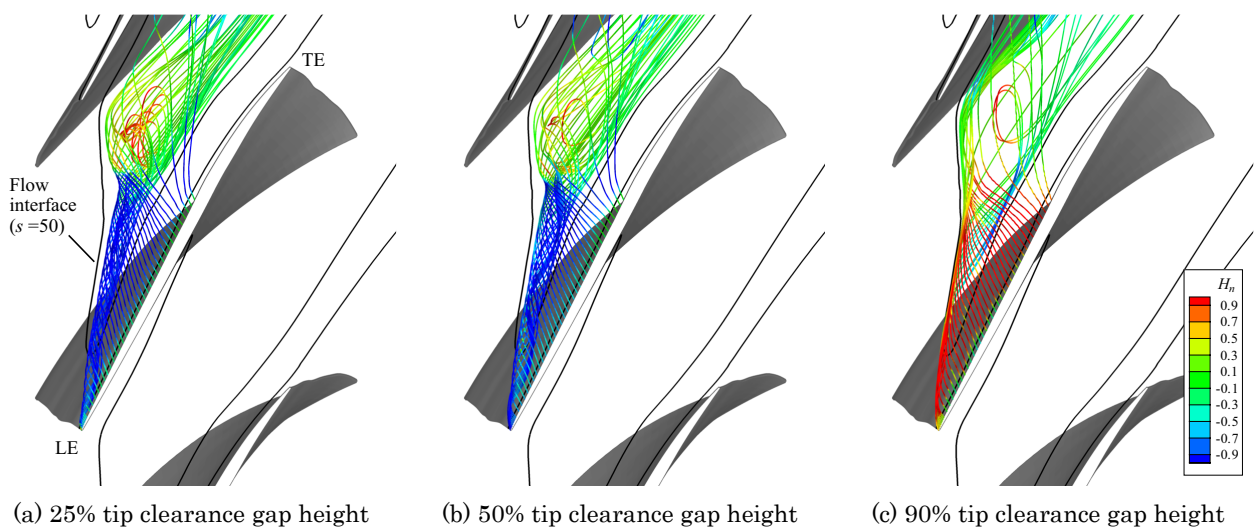 TE
Flow
interface
(s =50)
LE
Hn
0.9
0.7
0.5
0.3
0.1
-0.1
-0.3
-0.5
-0.7
-0.9
(a) 25% tip clearance gap height
(b) 50% tip clearance gap height
(c) 90% tip clearance gap height